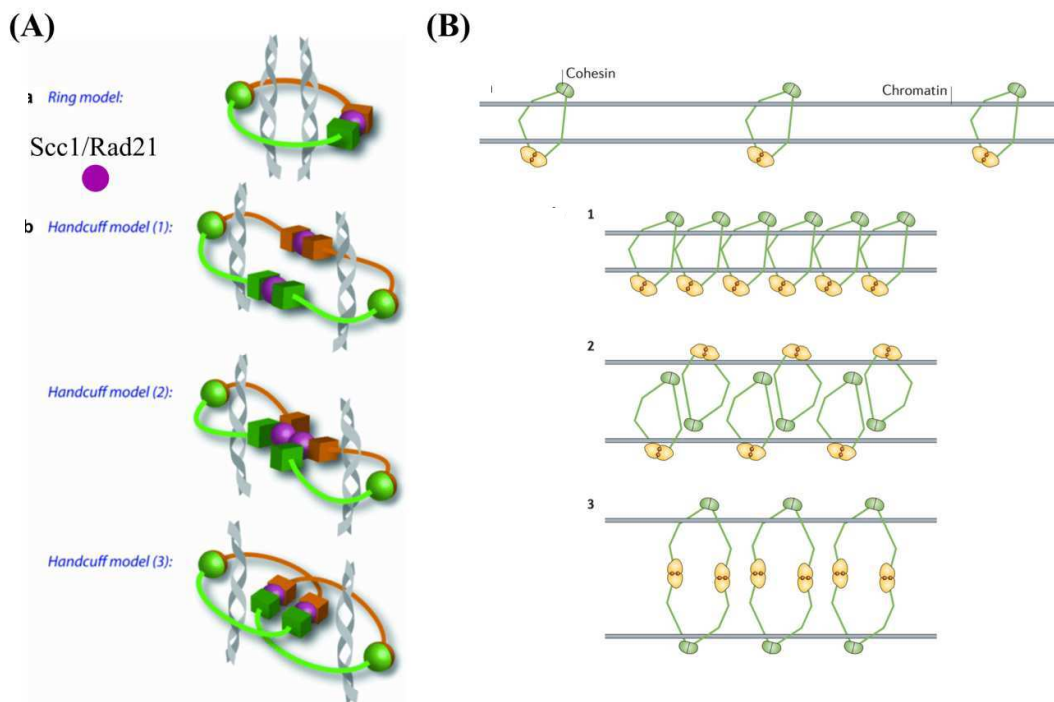 (A)
a Ring model:
Scc1/Rad21
b Handcuff model (1):
Handcuff model (2):
Handcuff model (3):
(B)
Cohesin
Chromatin
1
2
3